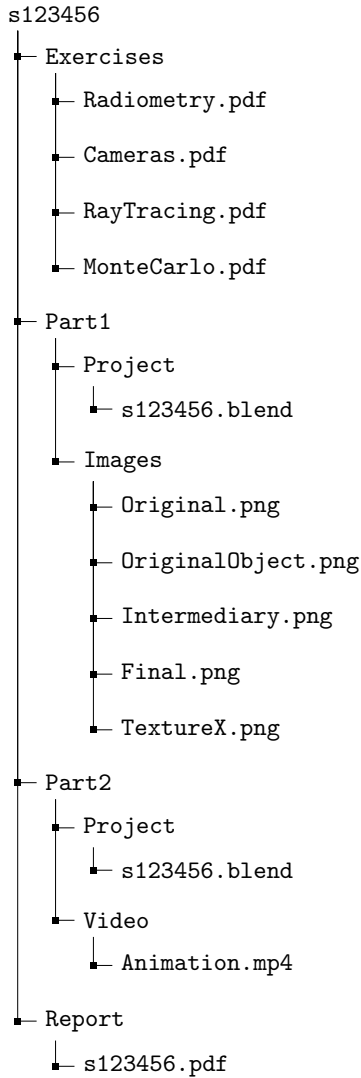 s123456
Exercises
Radiometry.pdf
Cameras.pdf
RayTracing.pdf
MonteCarlo.pdf
Part1
Project
s123456.blend
Images
Original.png
OriginalObject.png
Intermediary.png
Final.png
TextureX.png
Part2
Project
s123456.blend
Video
Animation.mp4
Report
s123456.pdf